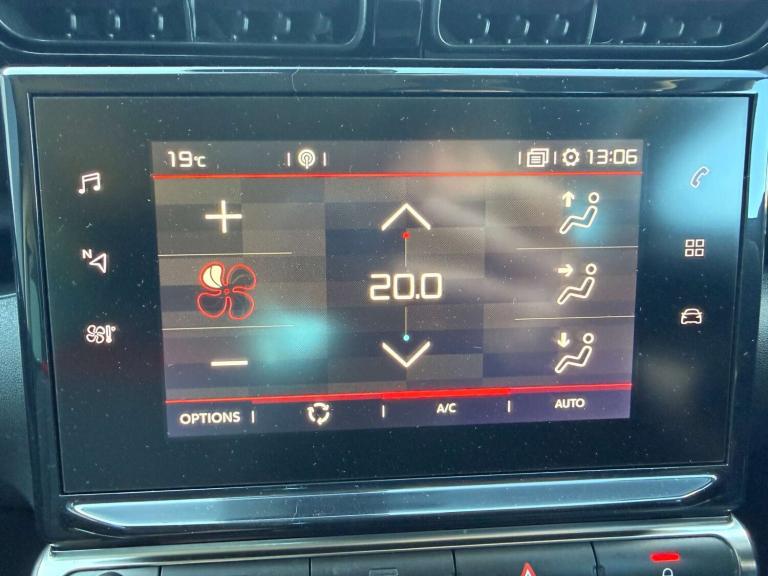 19°C 13:06
N
20.0
OPTIONS A/C AUTO